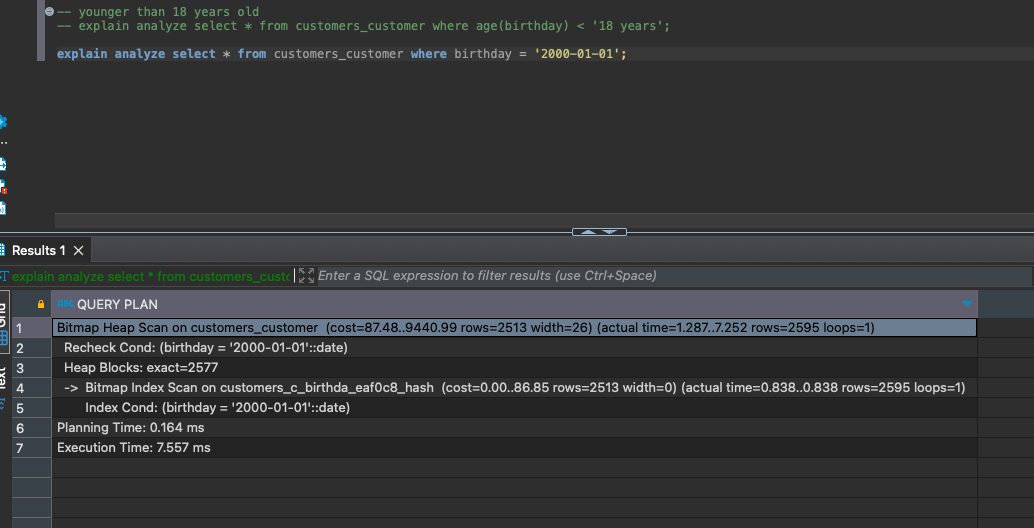 -- younger than 18 years old
-- explain analyze select * from customers_customer where age(birthday) < '18 years';
explain analyze select * from customers_customer where birthday = '2000-01-01';
Results 1
explain analyze select * from customers_custo
Enter a SQL expression to filter results (use Ctrl+Space)
Grid
ABC QUERY PLAN
1 Bitmap Heap Scan on customers_customer (cost=87.48..9440.99 rows=2513 width=26) (actual time=1.287..7.252 rows=2595 loops=1)
2 Recheck Cond: (birthday = '2000-01-01'::date)
3 Heap Blocks: exact=2577
Text
4 -> Bitmap Index Scan on customers_c_birthda_eaf0c8_hash (cost=0.00..86.85 rows=2513 width=0) (actual time=0.838..0.838 rows=2595 loops=1)
5 Index Cond: (birthday = '2000-01-01'::date)
6 Planning Time: 0.164 ms
7 Execution Time: 7.557 ms